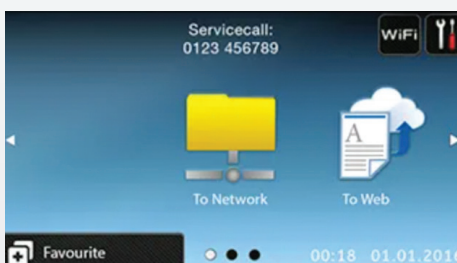 Servicecall:
0123 456789
WiFi
A
To Network
To Web
Favourite
00:18 01.01.2016